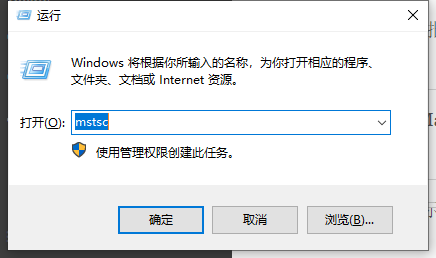 运行
Windows 将根据你所输入的名称，为你打开相应的程序、
文件夹、文档或 Internet 资源。
打开(O):
mstsc
使用管理权限创建此任务。
确定
取消
浏览(B)...